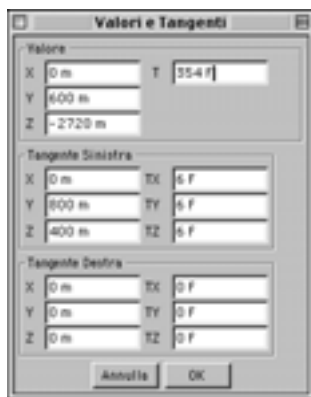 Valori e Tangenti
Valore
X 0 m T 354 F
Y 600 m
Z -2720 m
Tangente Sinistra
X 0 m TX 6 F
Y 800 m TY 6 F
Z 400 m TZ 6 F
Tangente Destra
X 0 m TX 0 F
Y 0 m TY 0 F
Z 0 m TZ 0 F
Annulla OK